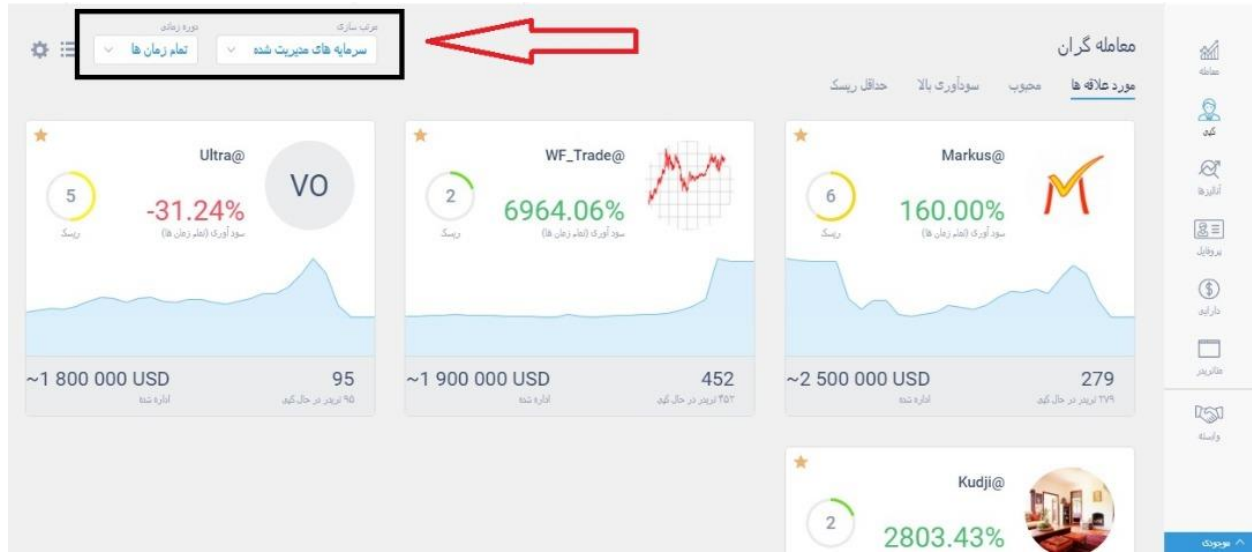 معامله گران
مرتب سازی
دوره زمانی
سرمایه های مدیریت شده
تمام زمان ها
مورد علاقه ها
محبوب
سودآوری بالا
حداقل ریسک
معامله
کپی
آنالیزها
پروفایل
دارایی
متاتریدر
وابسته
موجودی
Markus@
160.00%
سود آوری (تمام زمان ها)
6
ریسک
279
۲۷۹ تریدر در حال کپی
~2 500 000 USD
اداره شده
WF_Trade@
6964.06%
سود آوری (تمام زمان ها)
2
ریسک
452
۴۵۲ تریدر در حال کپی
~1 900 000 USD
اداره شده
Ultra@
VO
-31.24%
سود آوری (تمام زمان ها)
5
ریسک
95
۹۵ تریدر در حال کپی
~1 800 000 USD
اداره شده
Kudji@
2803.43%
2